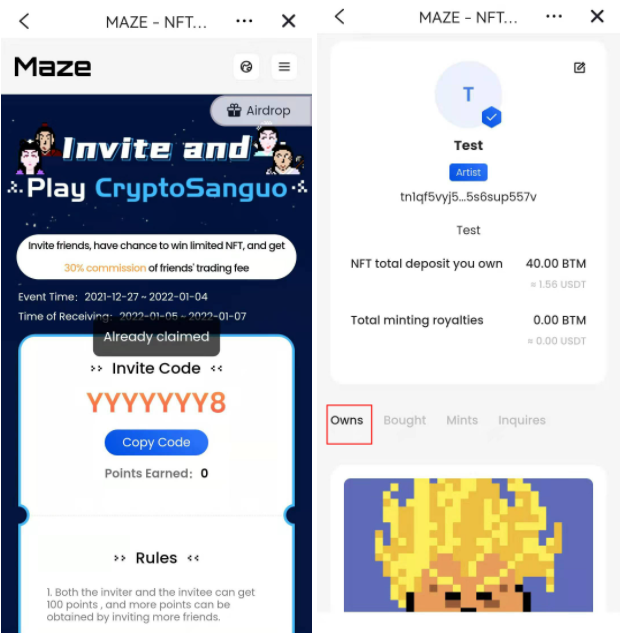 MAZE - NFT...
Maze
Airdrop
Invite and
Play CryptoSanguo
Invite friends, have chance to win limited NFT, and get
30% commission of friends' trading fee
Event Time: 2021-12-27 ~ 2022-01-04
Time of Receiving: 2022-01-05 ~ 2022-01-07
Already claimed
Invite Code
YYYYYYY8
Copy Code
Points Earned: 0
Rules
1. Both the inviter and the invitee can get
100 points , and more points can be
obtained by inviting more friends.
MAZE - NFT...
T
Test
Artist
tn1qf5vyj5...5s6sup557v
Test
NFT total deposit you own 40.00 BTM
≈ 1.56 USDT
Total minting royalties 0.00 BTM
≈ 0.00 USDT
Owns Bought Mints Inquires